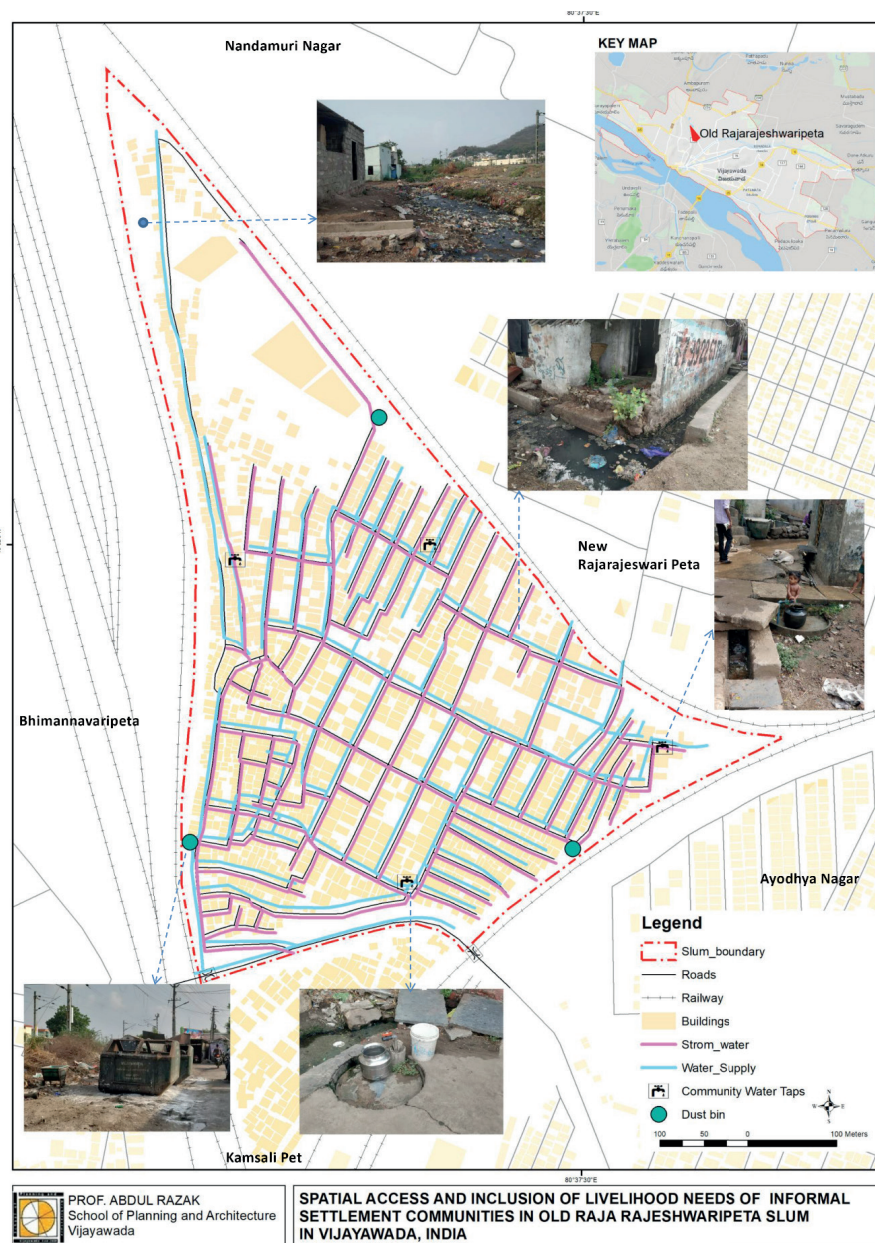 80°37'30"E
Nandamuri Nagar
KEY MAP
Old Rajarajeshwaripeta
Vijayawada
New
Rajarajeswari Peta
Bhimannavaripeta
Ayodhya Nagar
Legend
Slum_boundary
Roads
Railway
Buildings
Strom_water
Water_Supply
Community Water Taps
Dust bin
N
W
E
S
100 50 0 100 Meters
Kamsali Pet
80°37'30"E
PROF. ABDUL RAZAK
School of Planning and Architecture
Vijayawada
SPATIAL ACCESS AND INCLUSION OF LIVELIHOOD NEEDS OF INFORMAL
SETTLEMENT COMMUNITIES IN OLD RAJA RAJESHWARIPETA SLUM
IN VIJAYAWADA, INDIA